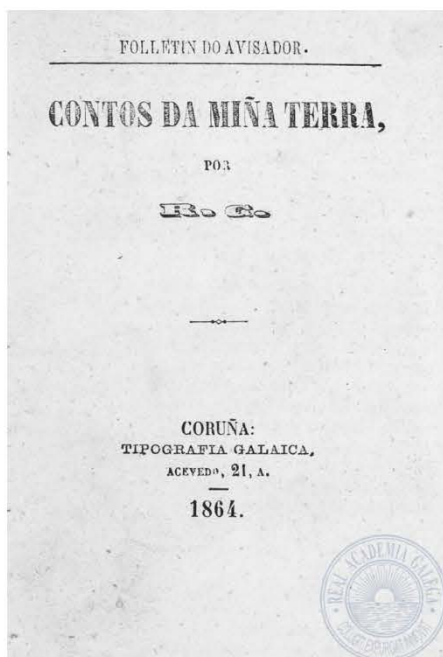 FOLLETIN DO AVISADOR.
CONTOS DA MIÑA TERRA,
POR
R. C.
CORUÑA:
TIPOGRAFIA GALAICA,
ACEVEDO, 21, A.
1864.
REAL ACADEMIA GALEGA